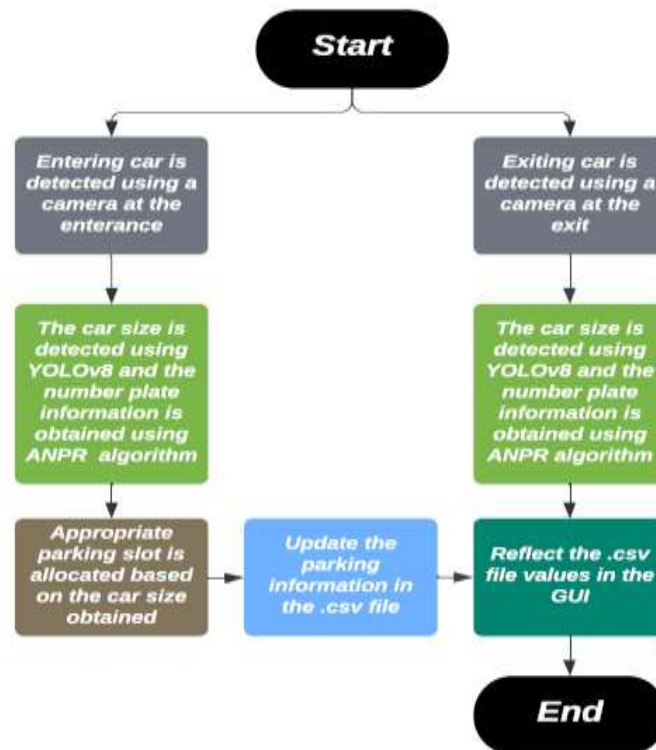 Start
Entering car is
detected using a
camera at the
enterance
Exiting car is
detected using a
camera at the
exit
The car size is
detected using
YOLOv8 and the
number plate
information is
obtained using
ANPR algorithm
The car size is
detected using
YOLOv8 and the
number plate
information is
obtained using
ANPR algorithm
Appropriate
parking slot is
allocated based
on the car size
obtained
Update the
parking
information in
the .csv file
Reflect the .csv
file values in the
GUI
End